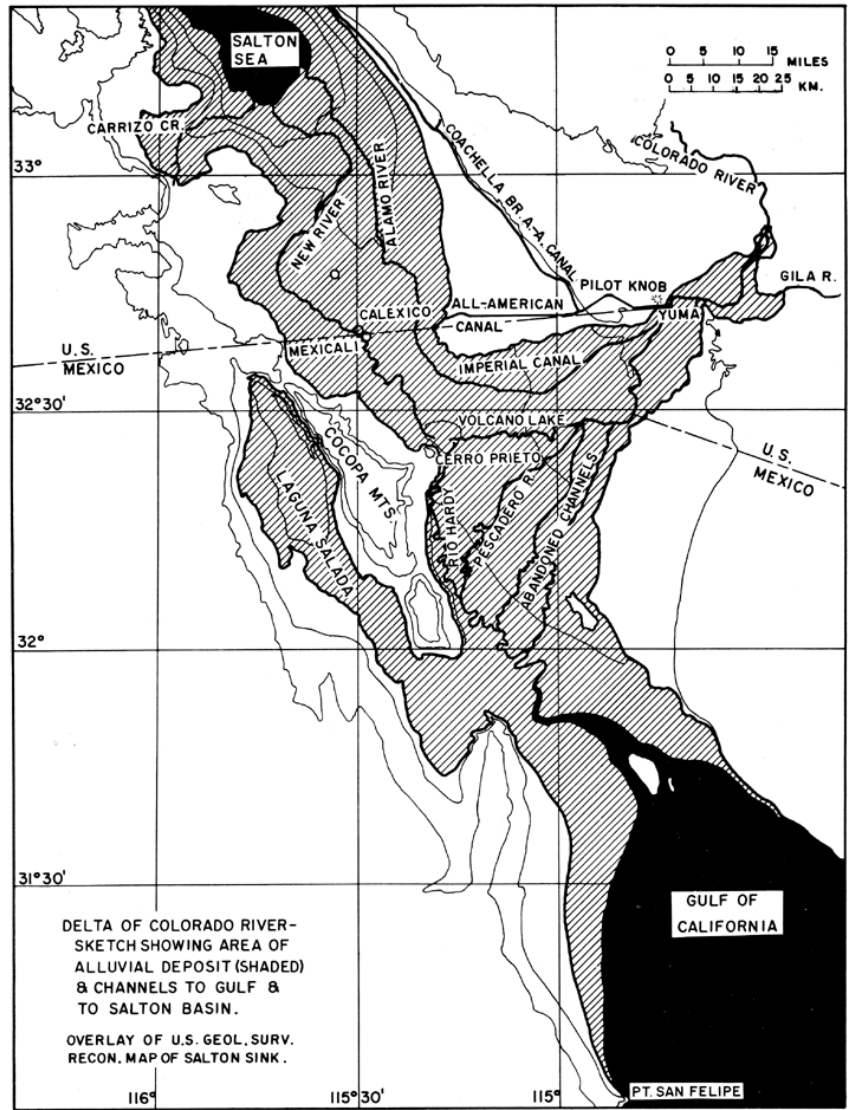 SALTON
SEA
0 5 10 15 MILES
0 5 10 15 20 25 KM.
CARRIZO CR.
COLORADO RIVER
33°
COACHELLA BR. A.-A. CANAL
ALAMO RIVER
NEW RIVER
PILOT KNOB
GILA R.
ALL-AMERICAN
CANAL
CALEXICO
YUMA
MEXICALI
U.S.
MEXICO
IMPERIAL CANAL
32°30'
VOLCANO LAKE
COCOPA MTS.
CERRO PRIETO
U.S.
MEXICO
LAGUNA SALADA
RIO HARDY
PESCADERO R.
ABANDONED CHANNELS
32°
31°30'
GULF OF
CALIFORNIA
DELTA OF COLORADO RIVER-
SKETCH SHOWING AREA OF
ALLUVIAL DEPOSIT (SHADED)
& CHANNELS TO GULF &
TO SALTON BASIN.
OVERLAY OF U.S. GEOL. SURV.
RECON. MAP OF SALTON SINK.
116° 115°30' 115°
PT. SAN FELIPE